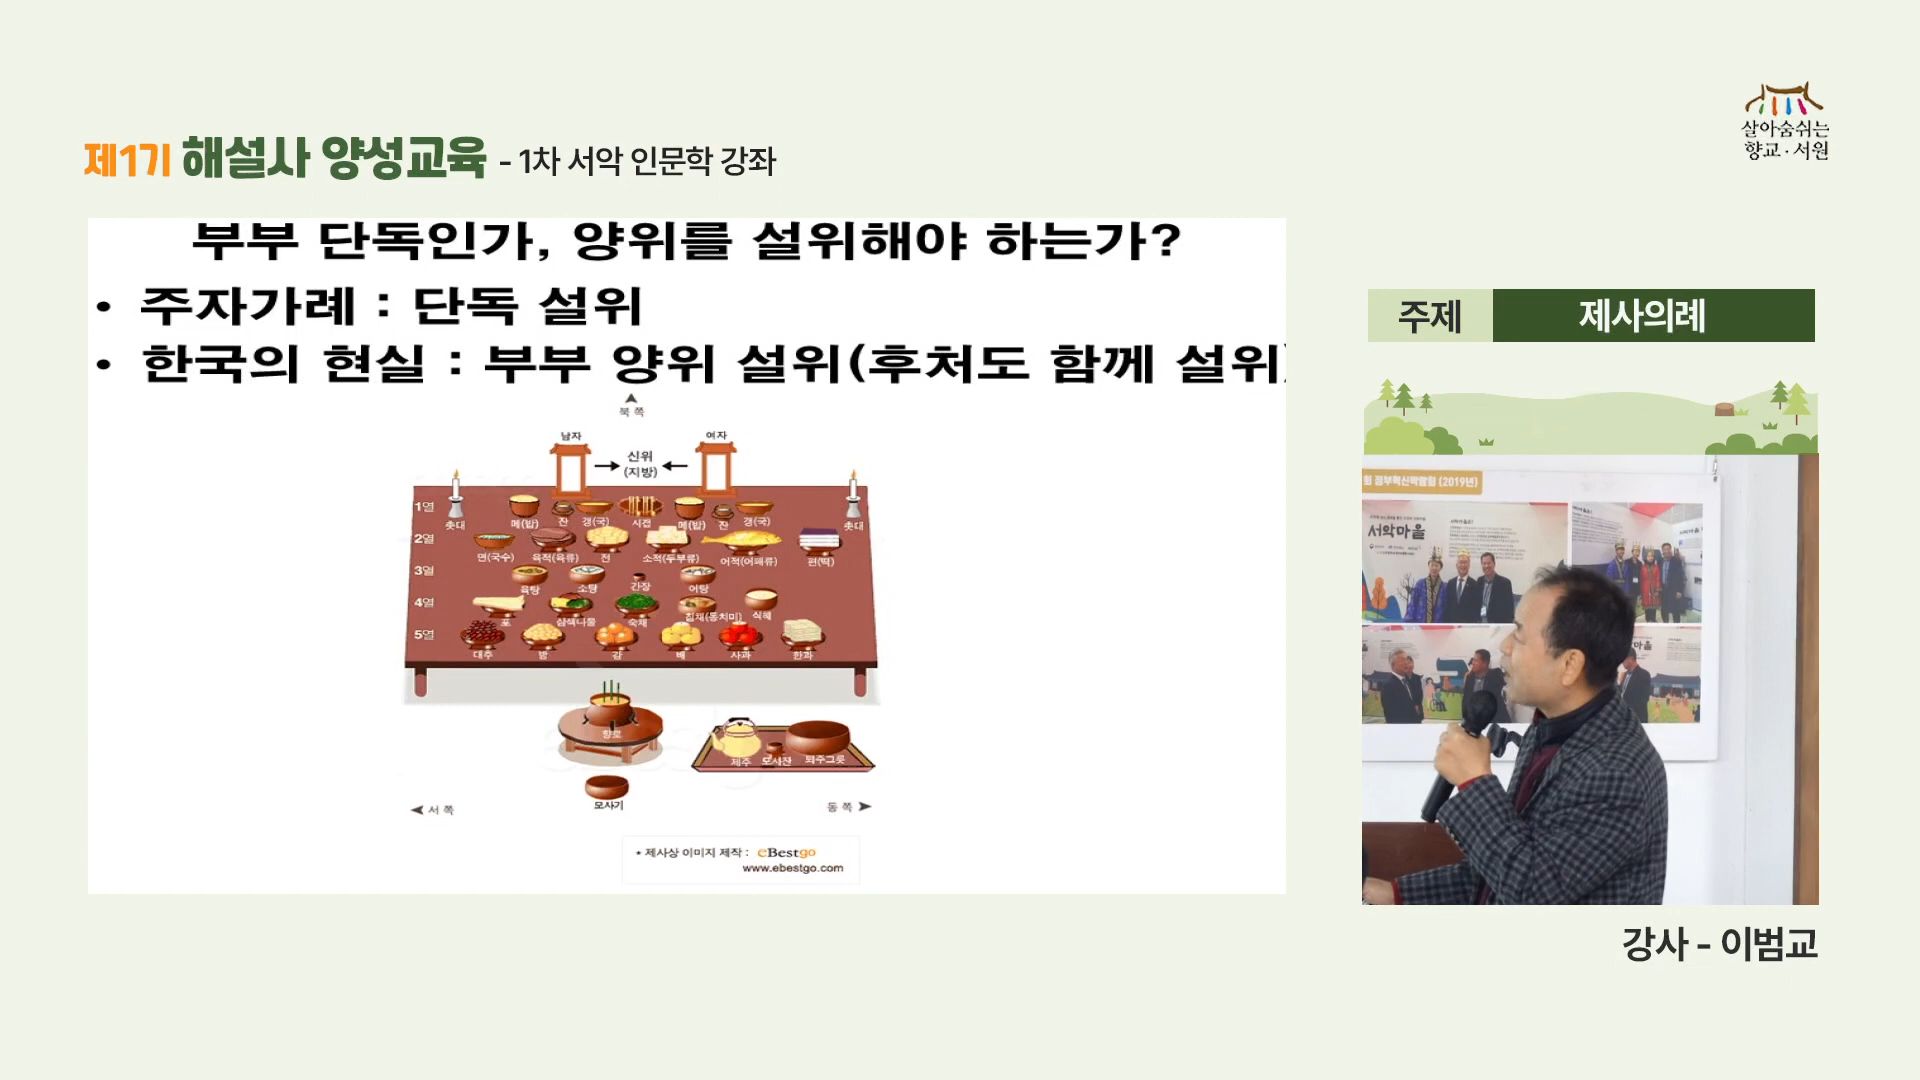 살아숨쉬는
향교·서원
제1기 해설사 양성교육 - 1차 서악 인문학 강좌
부부 단독인가, 양위를 설위해야 하는가?
• 주자가례 : 단독 설위
• 한국의 현실 : 부부 양위 설위(후처도 함께 설위)
북 쪽
남자
여자
신위
(지방)
1열
촛대
메(밥)
잔
갱(국)
시접
메(밥)
잔
갱(국)
촛대
2열
면(국수)
육적(육류)
전
소적(두부류)
어적(어패류)
편(떡)
3열
육탕
소탕
간장
어탕
4열
포
삼색나물
숙채
침채(동치미)
식혜
5열
대추
밤
감
배
사과
한과
향로
제주
모사잔
퇴주그릇
모사기
서 쪽
동 쪽
* 제사상 이미지 제작 : eBestgo
www.ebestgo.com
주제
제사의례
회 정부혁신박람회 (2019년)
서악마을
강사 - 이범교